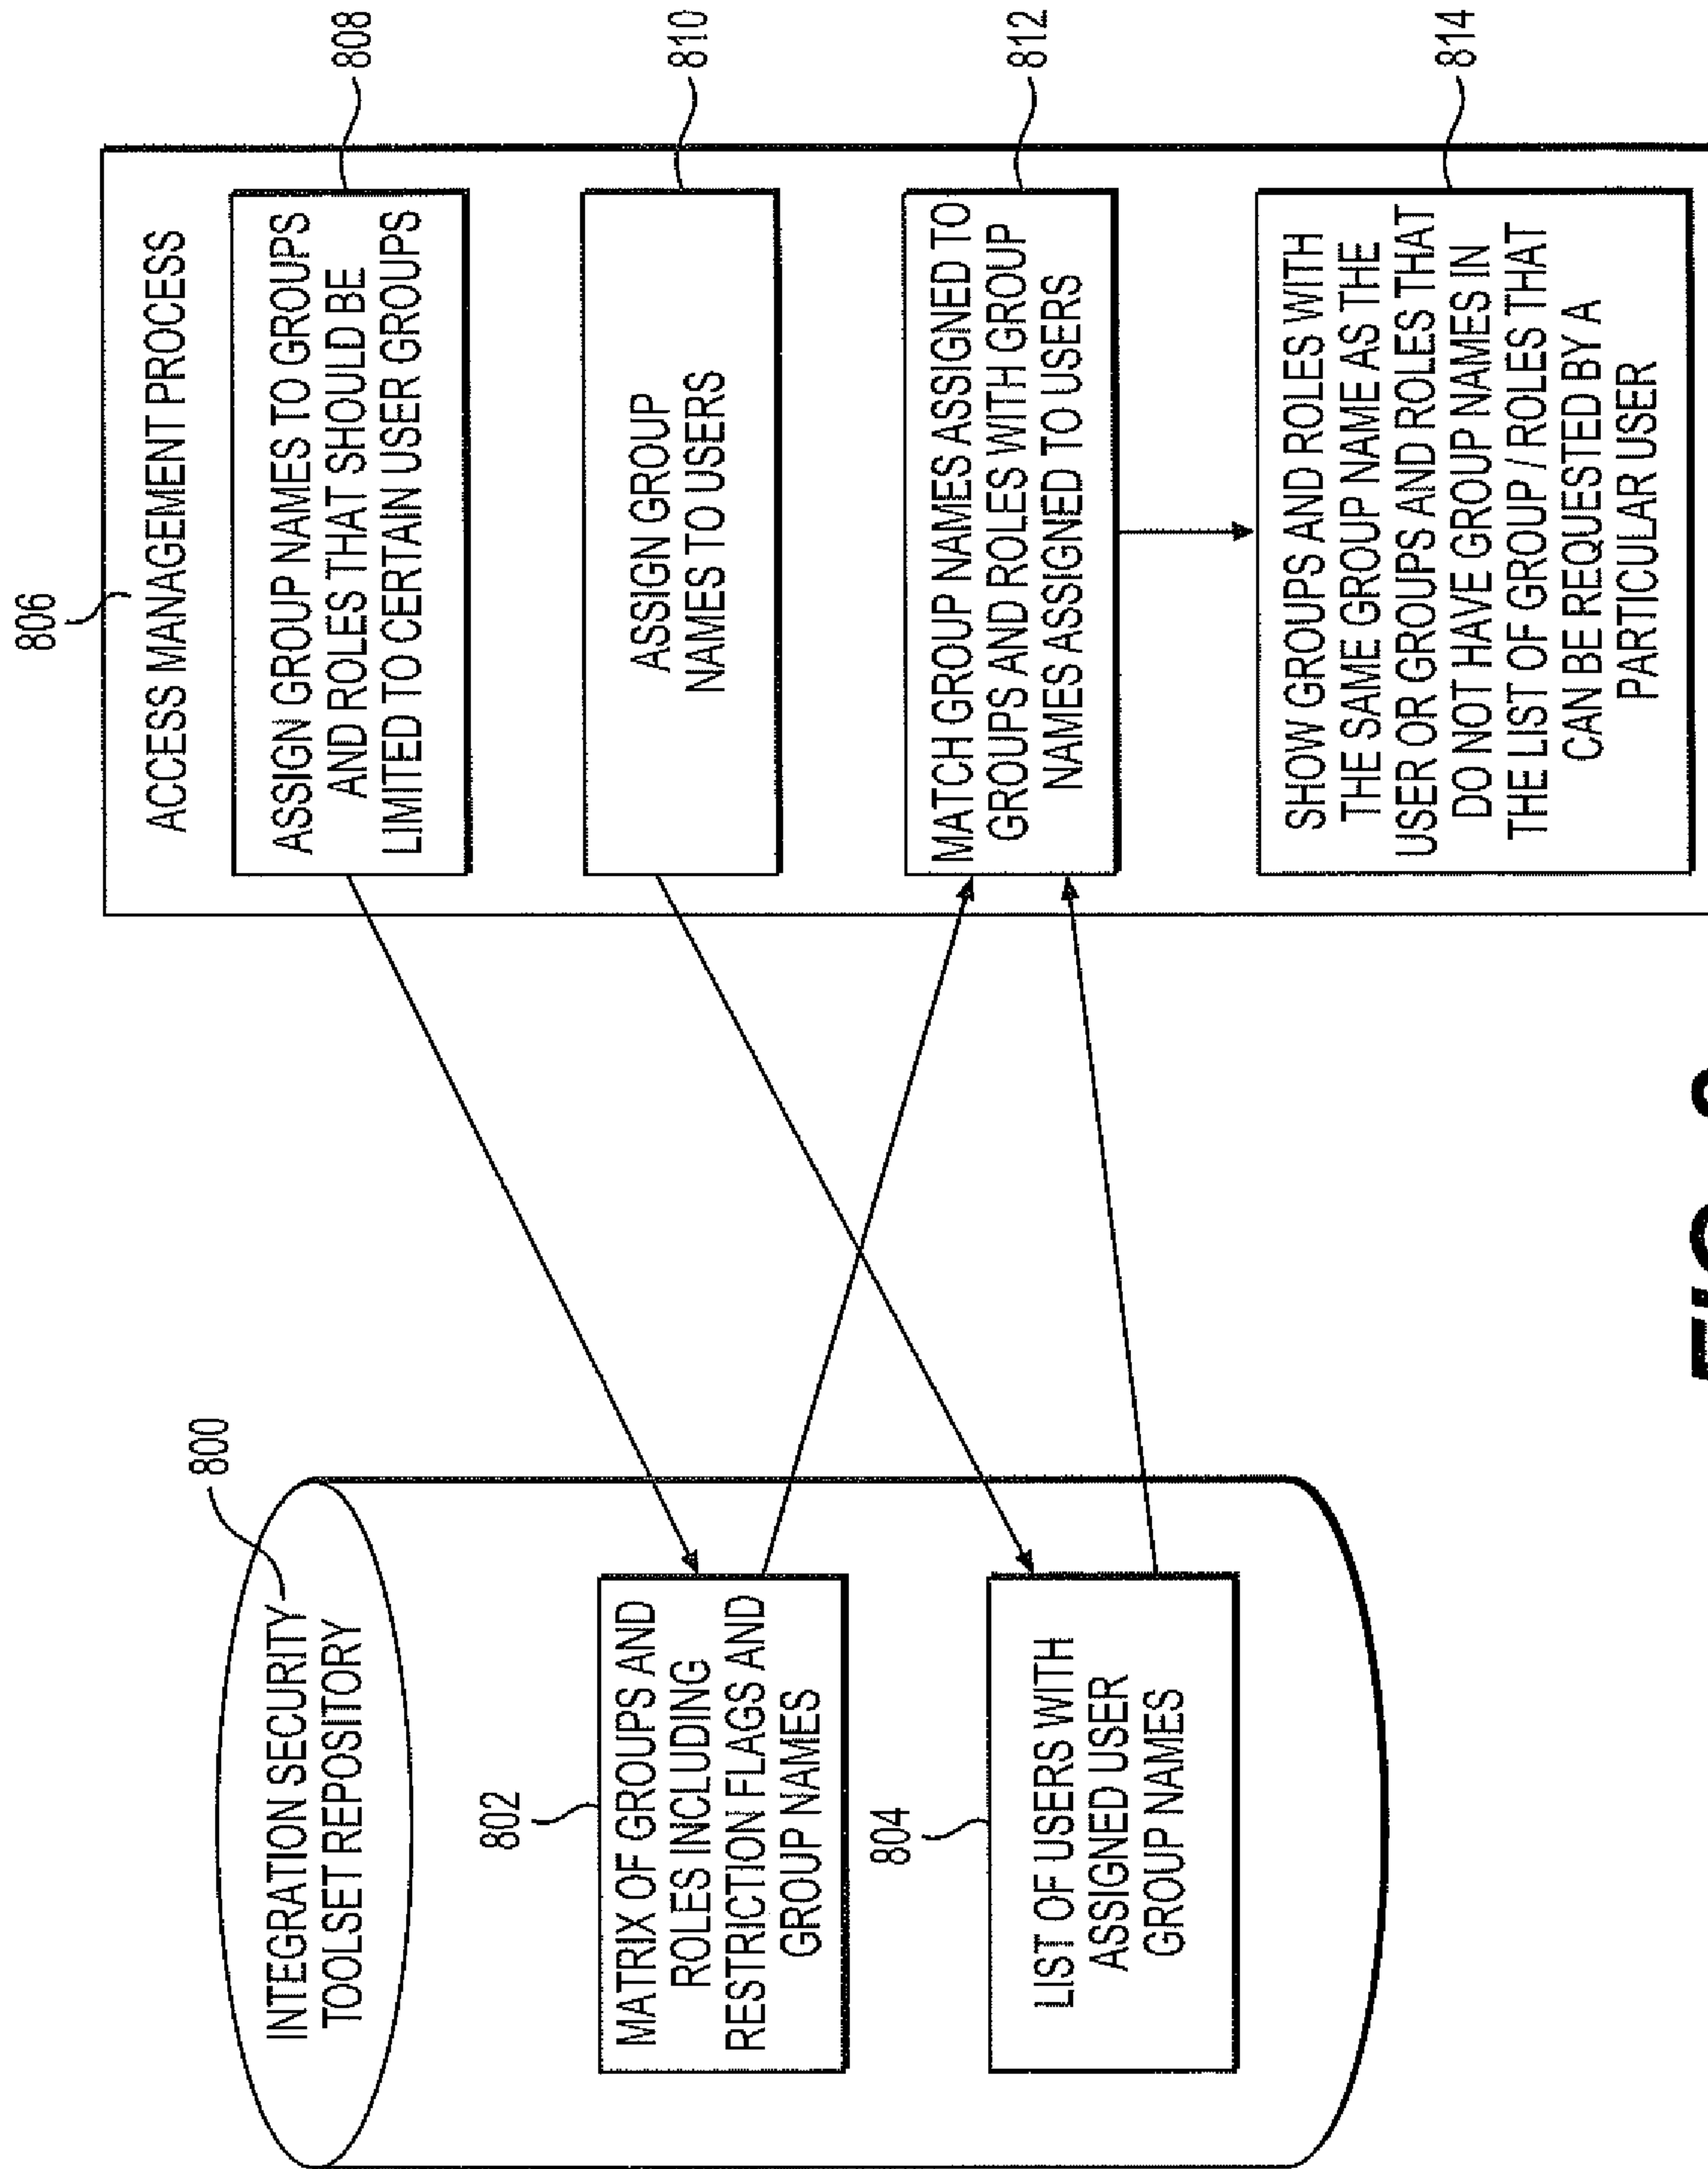 800
INTEGRATION SECURITY
TOOLSET REPOSITORY
802
MATRIX OF GROUPS AND
ROLES INCLUDING
RESTRICTION FLAGS AND
GROUP NAMES
804
LIST OF USERS WITH
ASSIGNED USER
GROUP NAMES
806
ACCESS MANAGEMENT PROCESS
ASSIGN GROUP NAMES TO GROUPS
AND ROLES THAT SHOULD BE
LIMITED TO CERTAIN USER GROUPS
808
ASSIGN GROUP
NAMES TO USERS
810
MATCH GROUP NAMES ASSIGNED TO
GROUPS AND ROLES WITH GROUP
NAMES ASSIGNED TO USERS
812
SHOW GROUPS AND ROLES WITH
THE SAME GROUP NAME AS THE
USER OR GROUPS AND ROLES THAT
DO NOT HAVE GROUP NAMES IN
THE LIST OF GROUP / ROLES THAT
CAN BE REQUESTED BY A
PARTICULAR USER
814